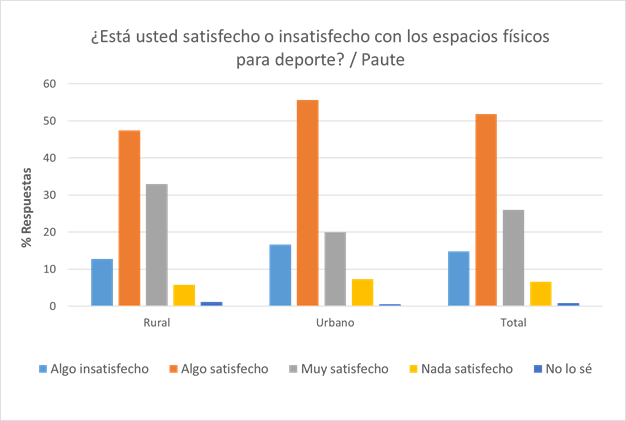 ¿Está usted satisfecho o insatisfecho con los espacios físicos
para deporte? / Paute
% Respuestas
60
50
40
30
20
10
0
Rural
Urbano
Total
Algo insatisfecho
Algo satisfecho
Muy satisfecho
Nada satisfecho
No lo sé